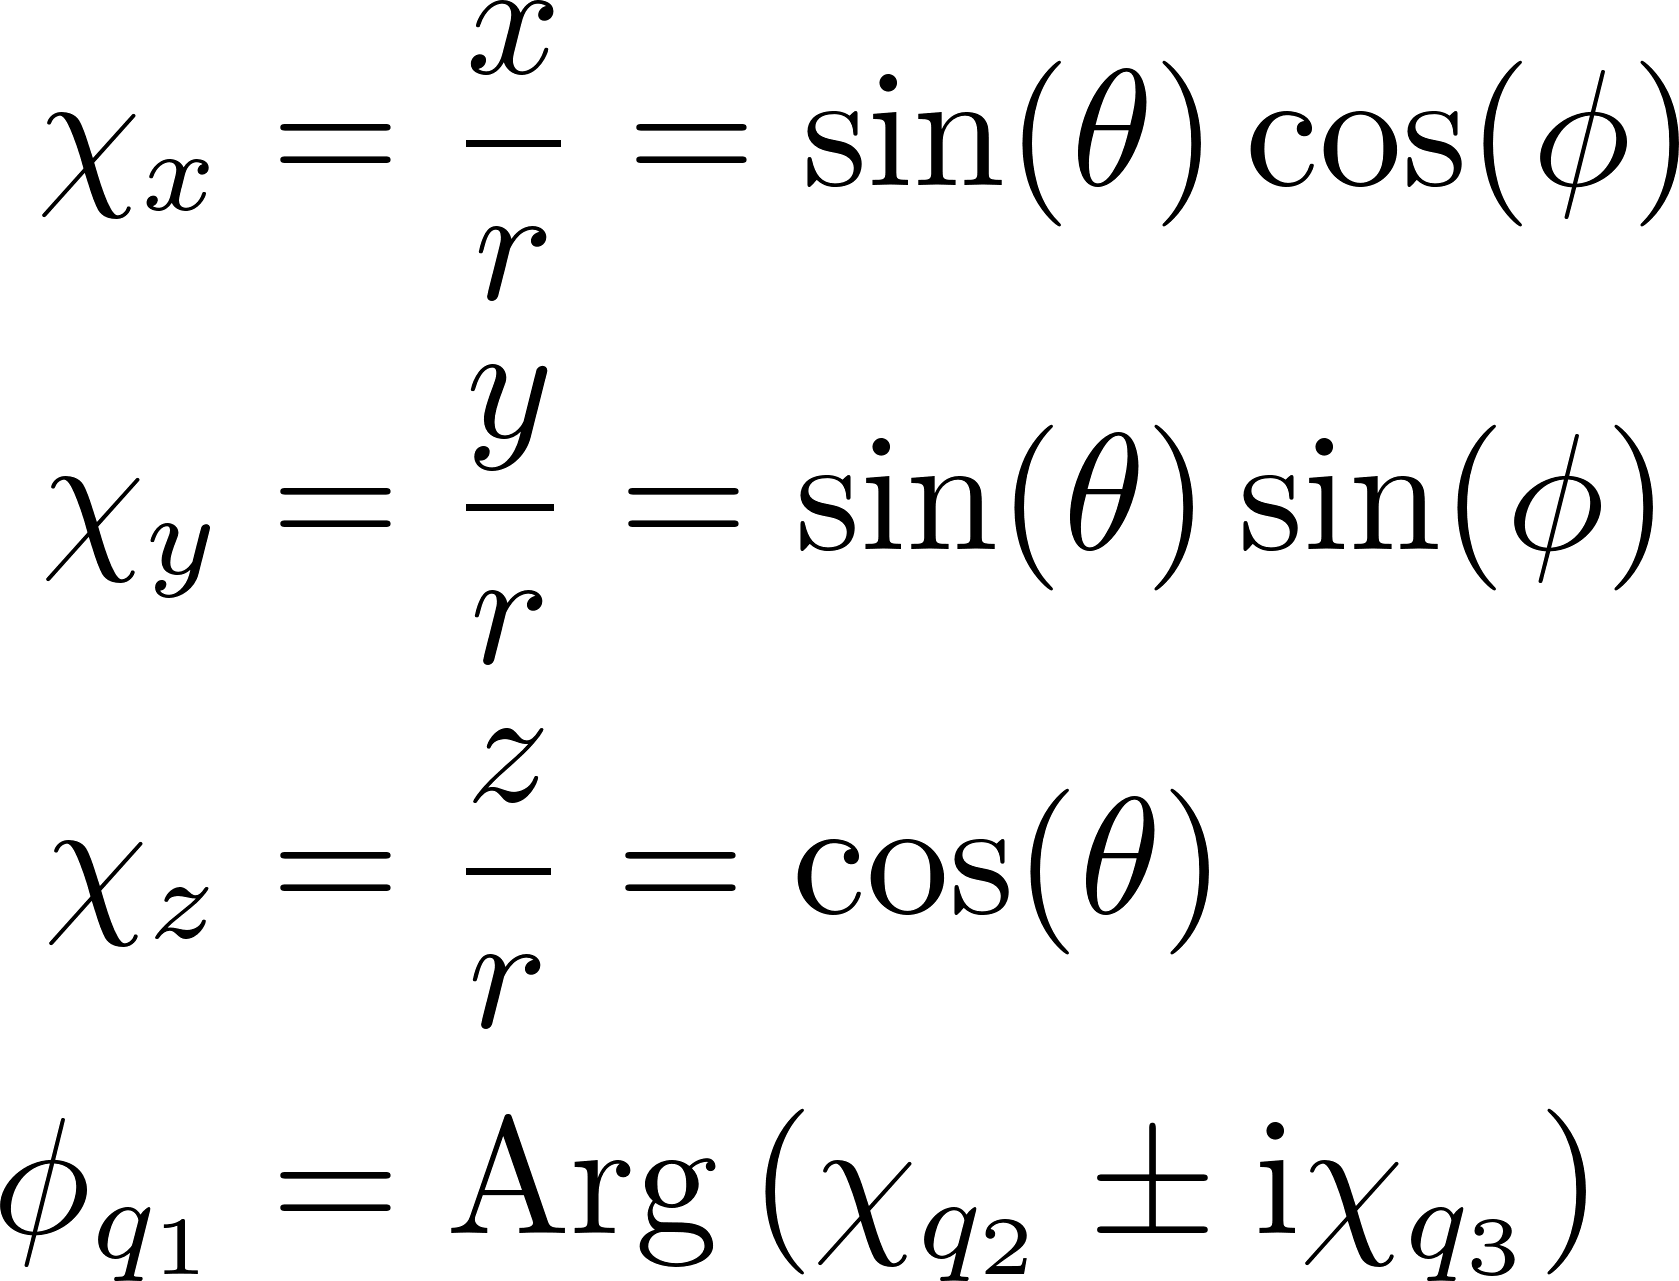 χ_x = x/r = sin(θ) cos(ϕ)
χ_y = y/r = sin(θ) sin(ϕ)
χ_z = z/r = cos(θ)
ϕ_{q_1} = Arg (χ_{q_2} ± iχ_{q_3})